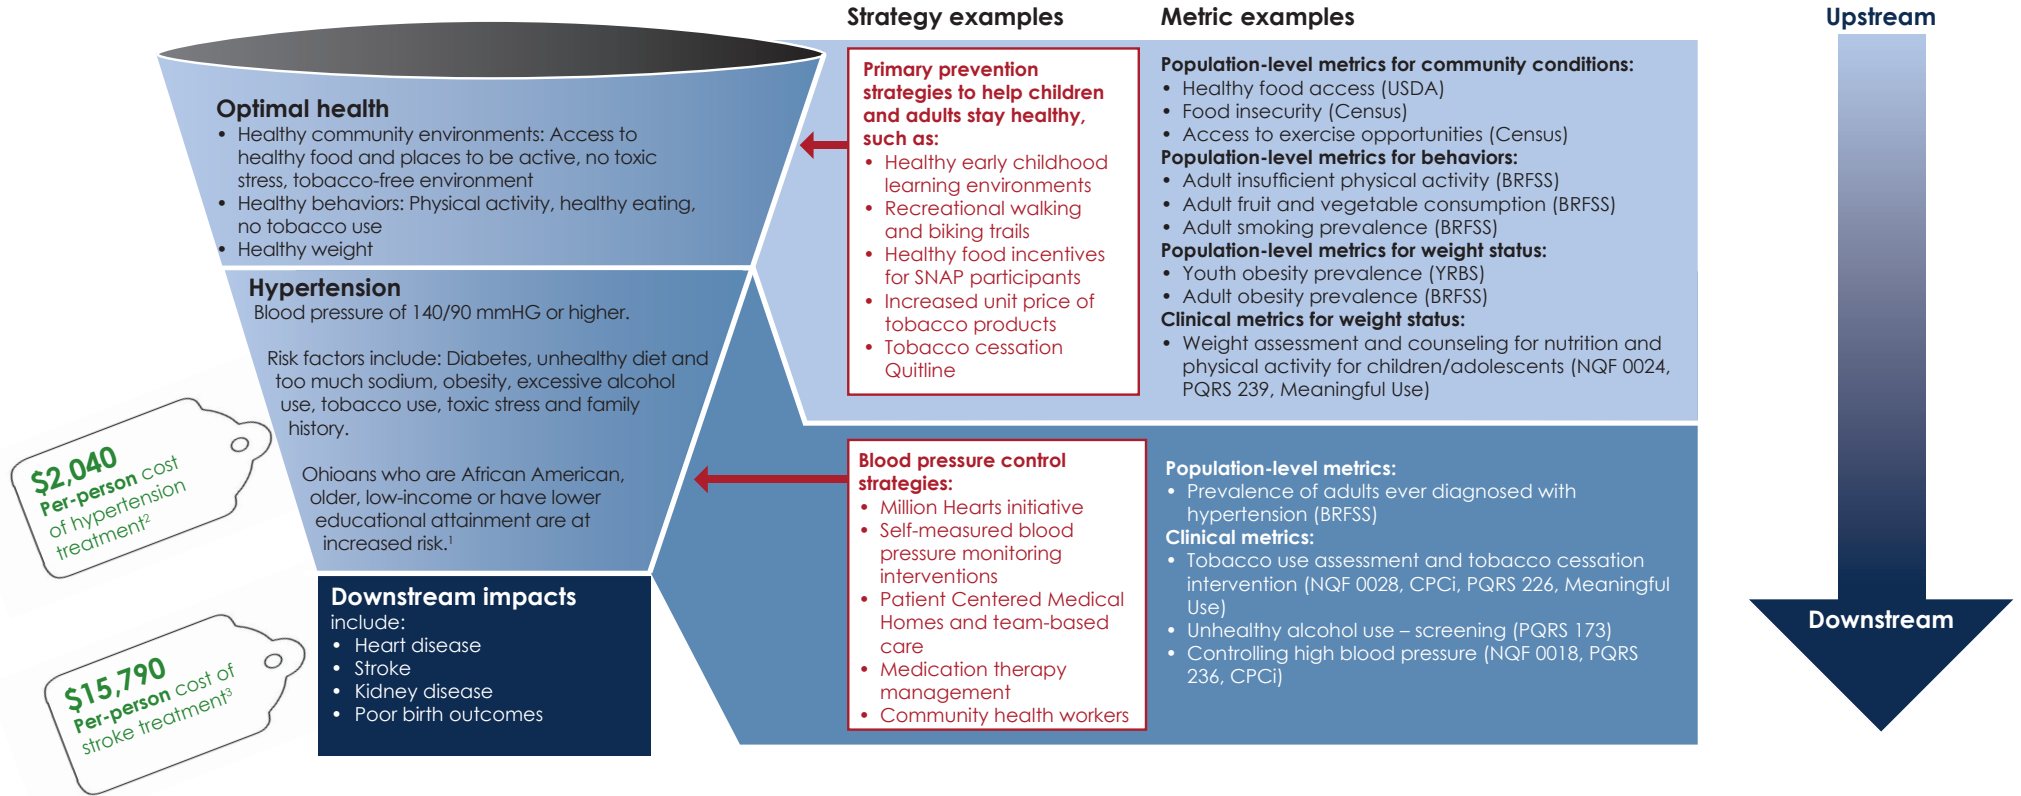 Strategy examples
Metric examples
Upstream
Optimal health
• Healthy community environments: Access to
healthy food and places to be active, no toxic
stress, tobacco-free environment
• Healthy behaviors: Physical activity, healthy eating,
no tobacco use
• Healthy weight
Primary prevention
strategies to help children
and adults stay healthy,
such as:
• Healthy early childhood
learning environments
• Recreational walking
and biking trails
• Healthy food incentives
for SNAP participants
• Increased unit price of
tobacco products
• Tobacco cessation
Quitline
Population-level metrics for community conditions:
• Healthy food access (USDA)
• Food insecurity (Census)
• Access to exercise opportunities (Census)
Population-level metrics for behaviors:
• Adult insufficient physical activity (BRFSS)
• Adult fruit and vegetable consumption (BRFSS)
• Adult smoking prevalence (BRFSS)
Population-level metrics for weight status:
• Youth obesity prevalence (YRBS)
• Adult obesity prevalence (BRFSS)
Clinical metrics for weight status:
• Weight assessment and counseling for nutrition and
physical activity for children/adolescents (NQF 0024,
PQRS 239, Meaningful Use)
Hypertension
Blood pressure of 140/90 mmHG or higher.
Risk factors include: Diabetes, unhealthy diet and
too much sodium, obesity, excessive alcohol
use, tobacco use, toxic stress and family
history.
Ohioans who are African American,
older, low-income or have lower
educational attainment are at
increased risk.¹
$2,040
Per-person cost
of hypertension
treatment²
Blood pressure control
strategies:
• Million Hearts initiative
• Self-measured blood
pressure monitoring
interventions
• Patient Centered Medical
Homes and team-based
care
• Medication therapy
management
• Community health workers
Population-level metrics:
• Prevalence of adults ever diagnosed with
hypertension (BRFSS)
Clinical metrics:
• Tobacco use assessment and tobacco cessation
intervention (NQF 0028, CPCi, PQRS 226, Meaningful
Use)
• Unhealthy alcohol use – screening (PQRS 173)
• Controlling high blood pressure (NQF 0018, PQRS
236, CPCi)
Downstream
Downstream impacts
include:
• Heart disease
• Stroke
• Kidney disease
• Poor birth outcomes
$15,790
Per-person cost of
stroke treatment³